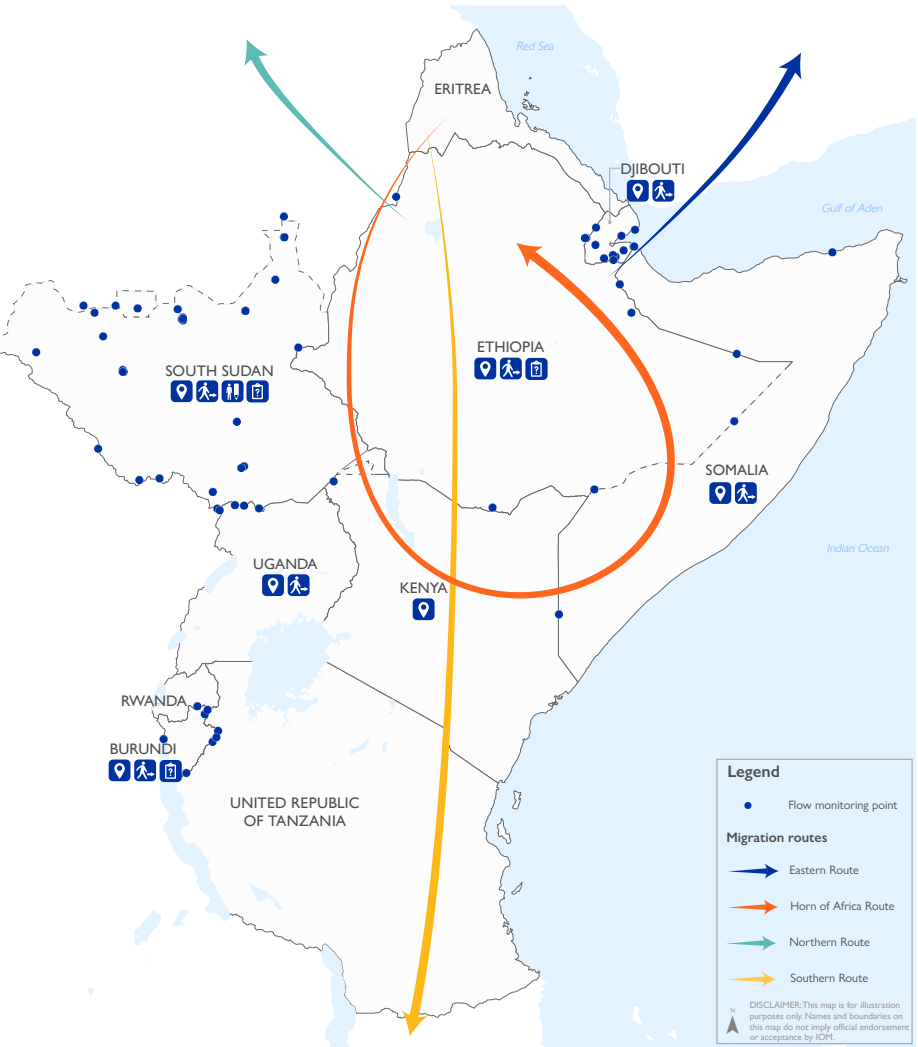 Red Sea
ERITREA
DJIBOUTI
Gulf of Aden
ETHIOPIA
?
SOUTH SUDAN
?
SOMALIA
Indian Ocean
UGANDA
KENYA
RWANDA
BURUNDI
?
UNITED REPUBLIC
OF TANZANIA
Legend
Flow monitoring point
Migration routes
Eastern Route
Horn of Africa Route
Northern Route
Southern Route
N
DISCLAIMER: This map is for illustration
purposes only. Names and boundaries on
this map do not imply official endorsement
or acceptance by IOM.